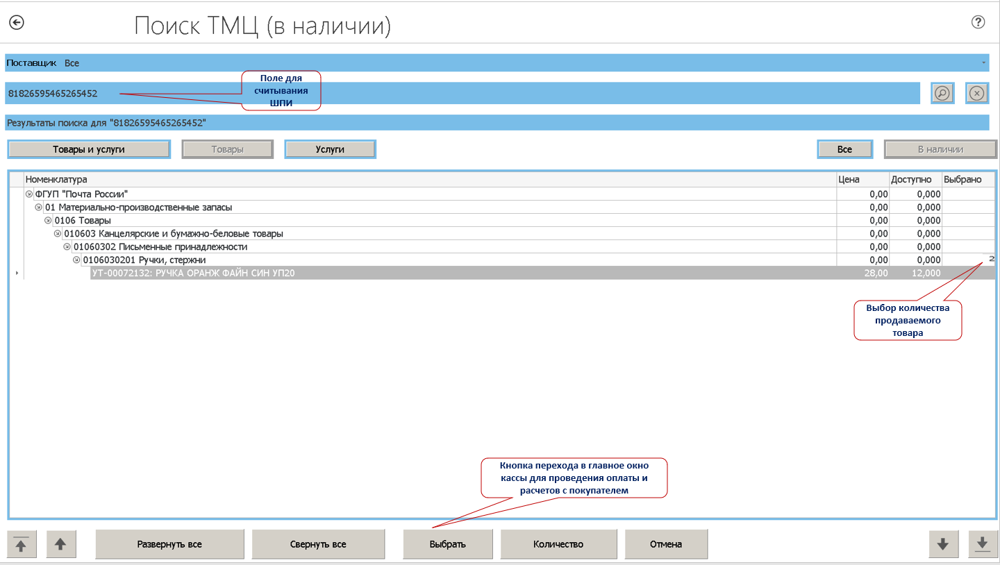 Поиск ТМЦ (в наличии)
?
Поставщик Все
Поле для
считывания
ШПИ
81826595465265452
Результаты поиска для "81826595465265452"
Товары и услуги Товары Услуги Все В наличии
Номенклатура Цена Доступно Выбрано
ФГУП "Почта России" 0,00 0,000
01 Материально-производственные запасы 0,00 0,000
0106 Товары 0,00 0,000
010603 Канцелярские и бумажно-беловые товары 0,00 0,000
01060302 Письменные принадлежности 0,00 0,000
0106030201 Ручки, стержни 0,00 0,000 2
УТ-00072132: РУЧКА ОРАНЖ ФАЙН СИН УП20 28,00 12,000
Выбор количества
продаваемого
товара
Кнопка перехода в главное окно
кассы для проведения оплаты и
расчетов с покупателем
Развернуть все Свернуть все Выбрать Количество Отмена